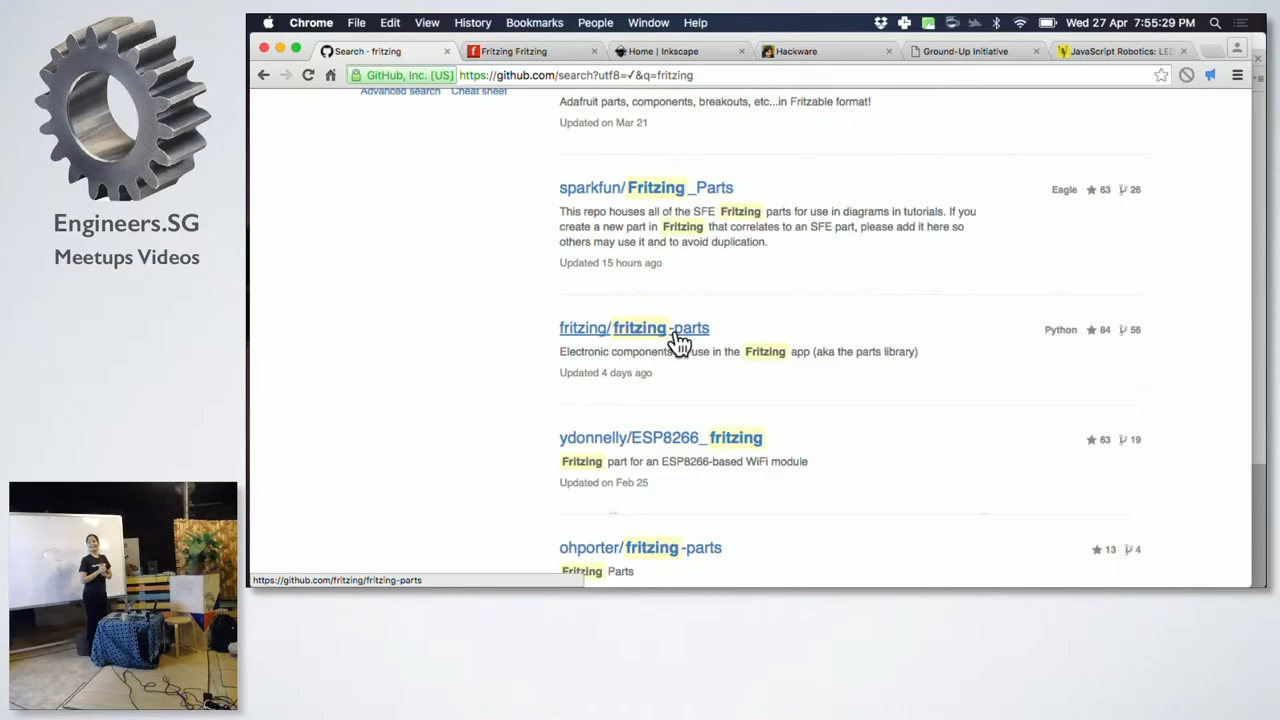 Chrome File Edit View History Bookmarks People Window Help
Wed 27 Apr 7:55:29 PM
Search · fritzing
Fritzing Fritzing
Home | Inkscape
Hackware
Ground-Up Initiative
JavaScript Robotics: LED
GitHub, Inc. [US]
https://github.com/search?utf8=✓&q=fritzing
Advanced search Cheat sheet
Adafruit parts, components, breakouts, etc...in Fritzable format!
Updated on Mar 21
sparkfun/Fritzing_Parts
Eagle 63 26
This repo houses all of the SFE Fritzing parts for use in diagrams in tutorials. If you
create a new part in Fritzing that correlates to an SFE part, please add it here so
others may use it and to avoid duplication.
Updated 15 hours ago
fritzing/fritzing-parts
Python 84 56
Electronic components use in the Fritzing app (aka the parts library)
Updated 4 days ago
ydonnelly/ESP8266_fritzing
63 19
Fritzing part for an ESP8266-based WiFi module
Updated on Feb 25
ohporter/fritzing-parts
13 4
Fritzing Parts
https://github.com/fritzing/fritzing-parts
Engineers.SG
Meetups Videos